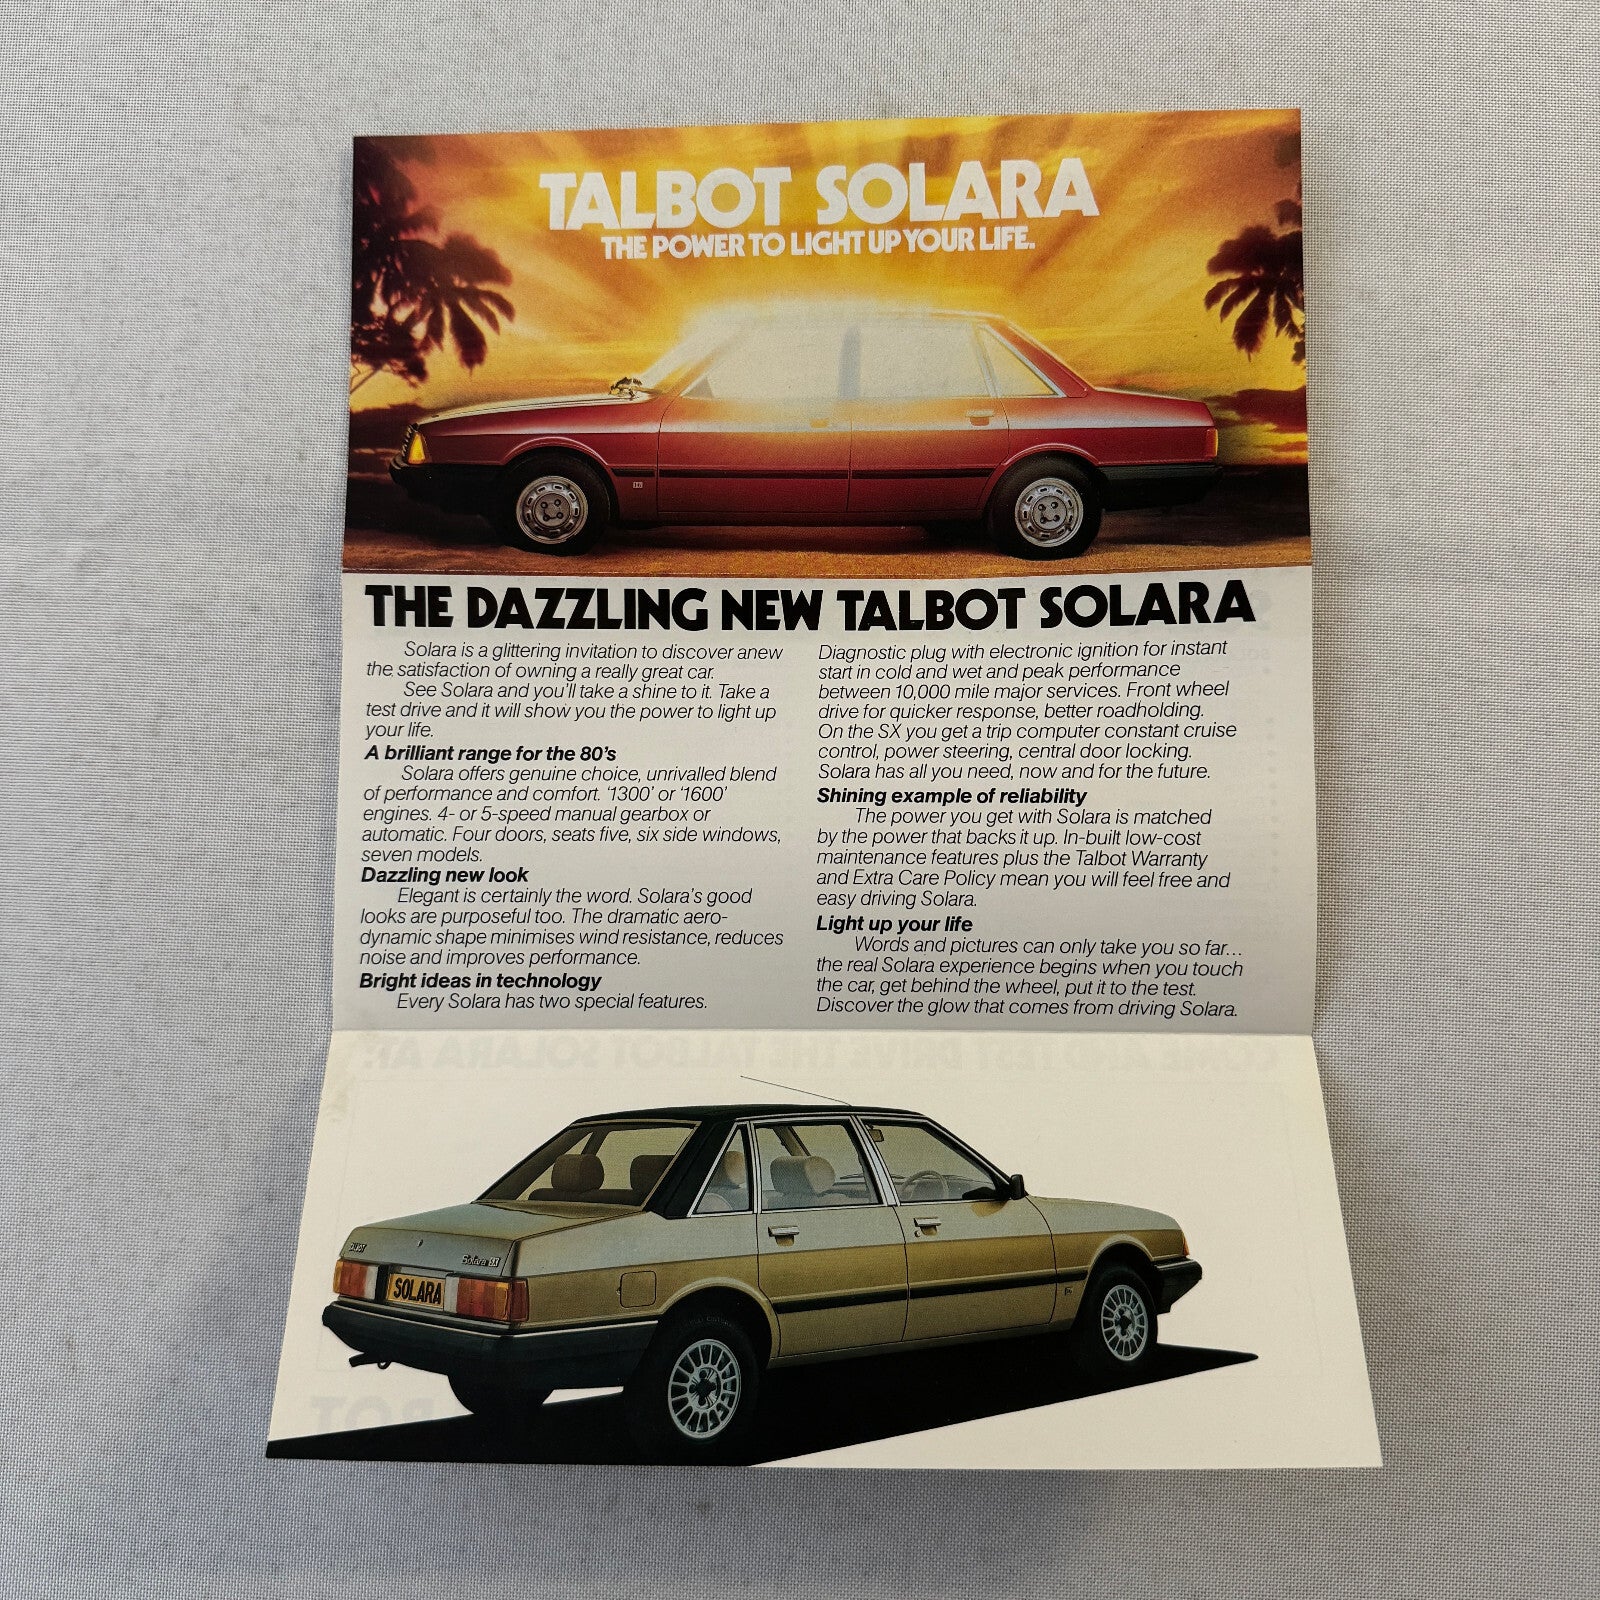 TALBOT SOLARA
THE POWER TO LIGHT UP YOUR LIFE.
THE DAZZLING NEW TALBOT SOLARA
Solara is a glittering invitation to discover anew
the satisfaction of owning a really great car.
See Solara and you'll take a shine to it. Take a
test drive and it will show you the power to light up
your life.
A brilliant range for the 80's
Solara offers genuine choice, unrivalled blend
of performance and comfort. '1300' or '1600'
engines. 4- or 5-speed manual gearbox or
automatic. Four doors, seats five, six side windows,
seven models.
Dazzling new look
Elegant is certainly the word. Solara's good
looks are purposeful too. The dramatic aero-
dynamic shape minimises wind resistance, reduces
noise and improves performance.
Bright ideas in technology
Every Solara has two special features.
Diagnostic plug with electronic ignition for instant
start in cold and wet and peak performance
between 10,000 mile major services. Front wheel
drive for quicker response, better roadholding.
On the SX you get a trip computer constant cruise
control, power steering, central door locking.
Solara has all you need, now and for the future.
Shining example of reliability
The power you get with Solara is matched
by the power that backs it up. In-built low-cost
maintenance features plus the Talbot Warranty
and Extra Care Policy mean you will feel free and
easy driving Solara.
Light up your life
Words and pictures can only take you so far...
the real Solara experience begins when you touch
the car, get behind the wheel, put it to the test.
Discover the glow that comes from driving Solara.
TALBOT
Solara SX
SOLARA